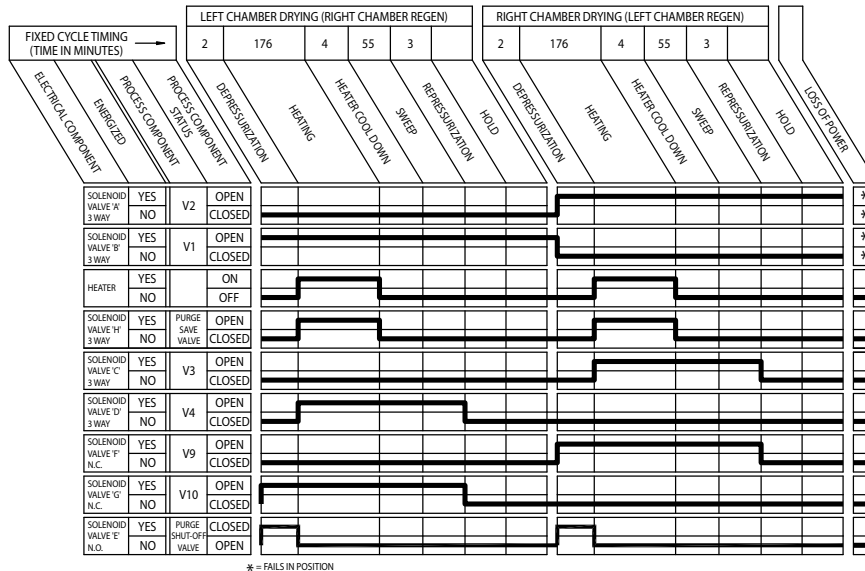 LEFT CHAMBER DRYING (RIGHT CHAMBER REGEN)
RIGHT CHAMBER DRYING (LEFT CHAMBER REGEN)
FIXED CYCLE TIMING
(TIME IN MINUTES)
2 176 4 55 3
2 176 4 55 3
ELECTRICAL COMPONENT
ENERGIZED
PROCESS COMPONENT
PROCESS COMPONENT
STATUS
DEPRESSURIZATION
HEATING
HEATER COOL DOWN
SWEEP
REPRESSURIZATION
HOLD
DEPRESSURIZATION
HEATING
HEATER COOL DOWN
SWEEP
REPRESSURIZATION
HOLD
LOSS OF POWER
SOLENOID
VALVE 'A'
3 WAY
YES
NO
V2
OPEN
CLOSED
*
*
SOLENOID
VALVE 'B'
3 WAY
YES
NO
V1
OPEN
CLOSED
*
*
HEATER
YES
NO
ON
OFF
SOLENOID
VALVE 'H'
3 WAY
YES
NO
PURGE
SAVE
VALVE
OPEN
CLOSED
SOLENOID
VALVE 'C'
3 WAY
YES
NO
V3
OPEN
CLOSED
SOLENOID
VALVE 'D'
3 WAY
YES
NO
V4
OPEN
CLOSED
SOLENOID
VALVE 'F'
N.C.
YES
NO
V9
OPEN
CLOSED
SOLENOID
VALVE 'G'
N.C.
YES
NO
V10
OPEN
CLOSED
SOLENOID
VALVE 'E'
N.O.
YES
NO
PURGE
SHUT-OFF
VALVE
CLOSED
OPEN
* = FAILS IN POSITION